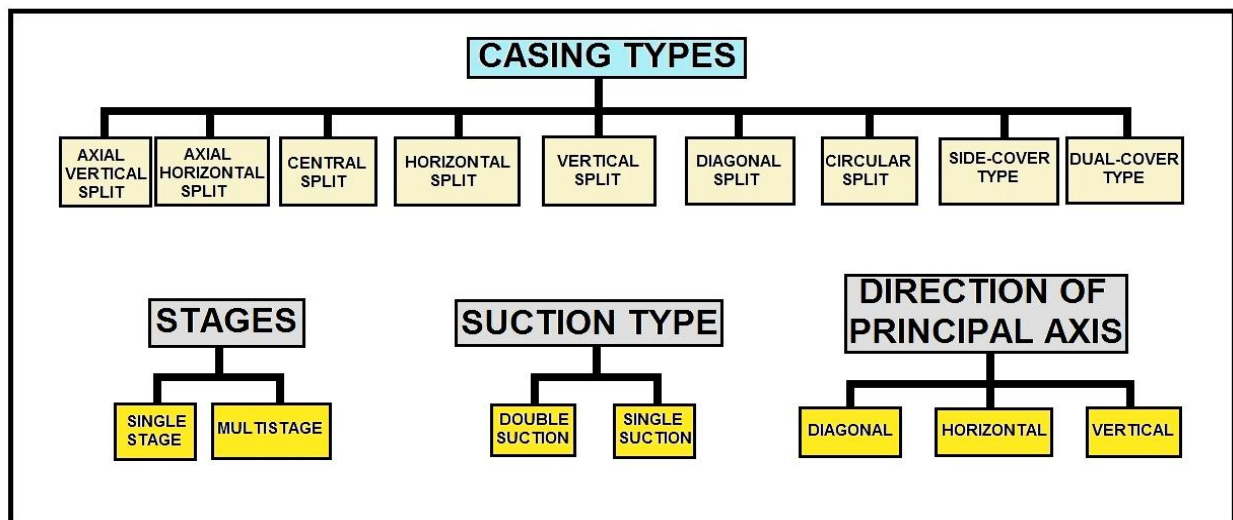 CASING TYPES
AXIAL
VERTICAL
SPLIT
AXIAL
HORIZONTAL
SPLIT
CENTRAL
SPLIT
HORIZONTAL
SPLIT
VERTICAL
SPLIT
DIAGONAL
SPLIT
CIRCULAR
SPLIT
SIDE-COVER
TYPE
DUAL-COVER
TYPE
STAGES
SINGLE
STAGE
MULTISTAGE
SUCTION TYPE
DOUBLE
SUCTION
SINGLE
SUCTION
DIRECTION OF
PRINCIPAL AXIS
DIAGONAL
HORIZONTAL
VERTICAL